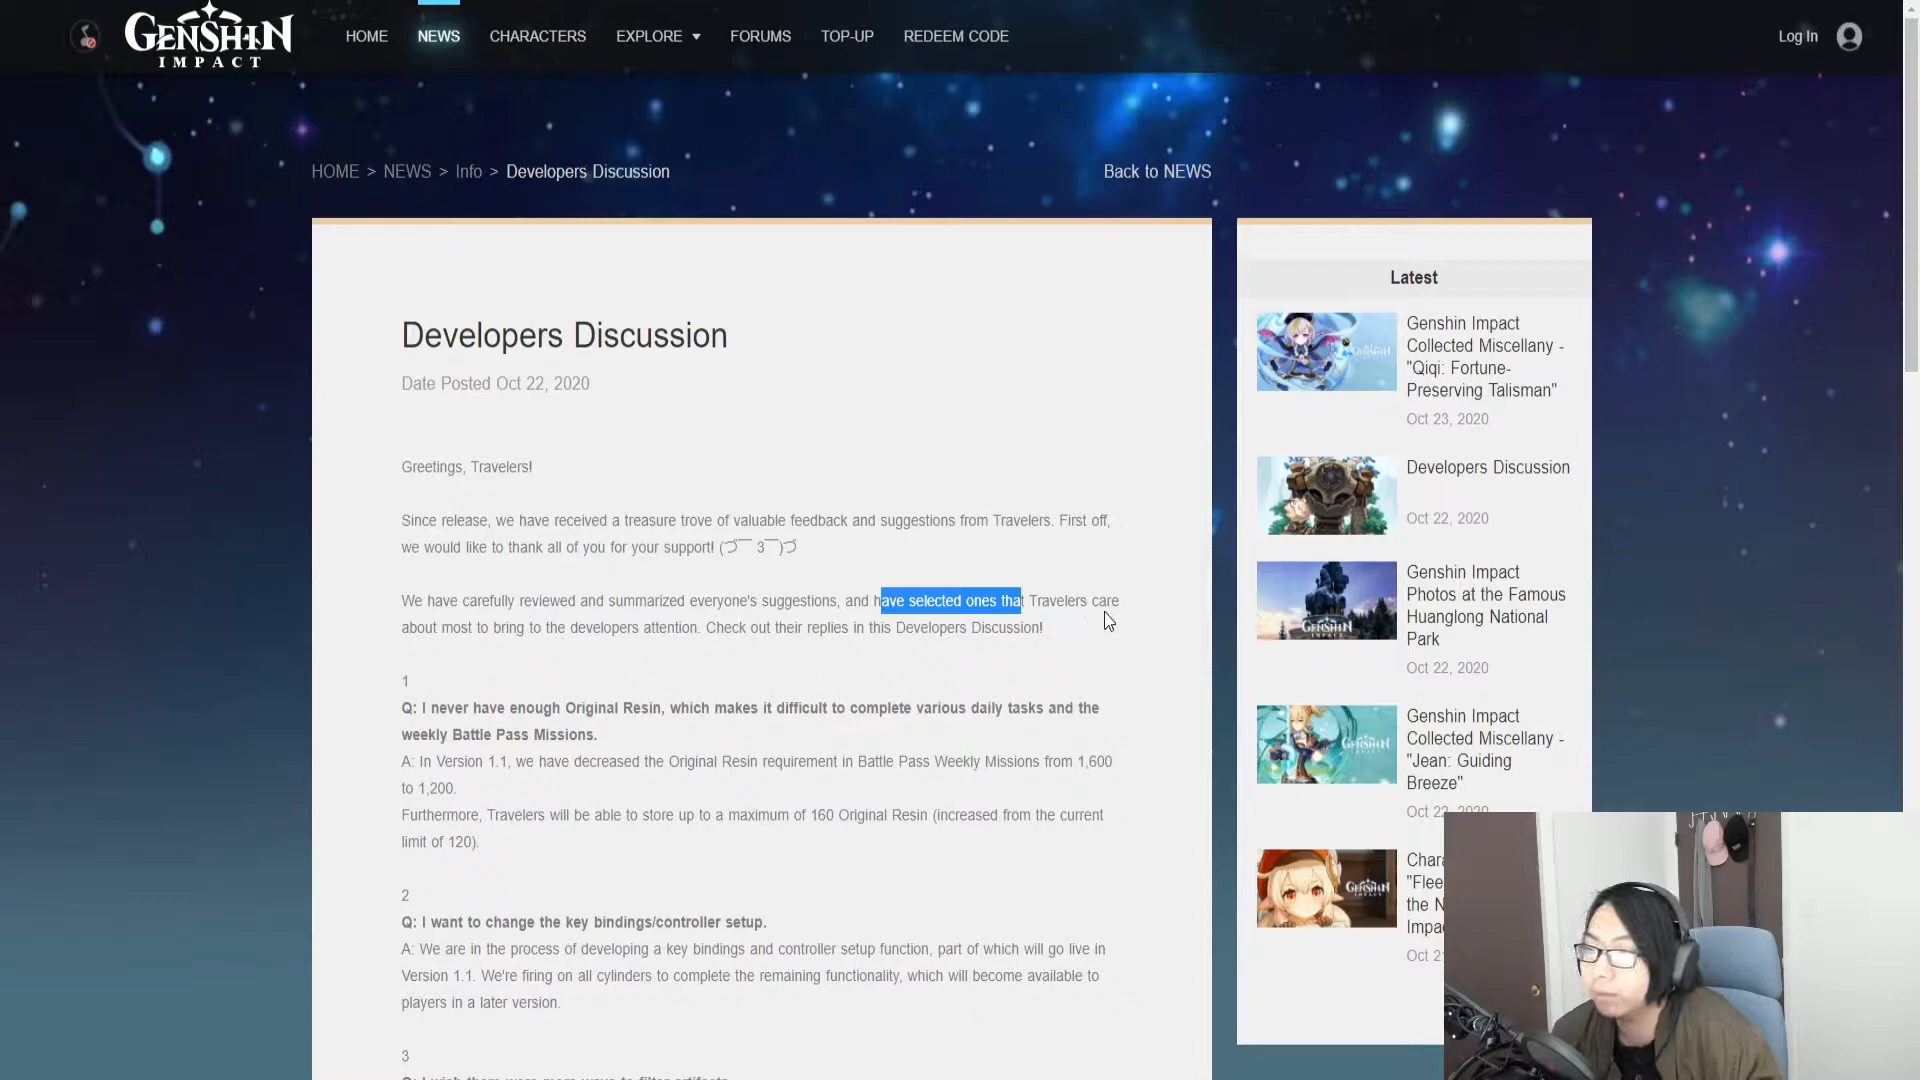 GENSHIN
IMPACT
HOME
NEWS
CHARACTERS
EXPLORE
FORUMS
TOP-UP
REDEEM CODE
Log In
HOME > NEWS > Info > Developers Discussion
Back to NEWS
Developers Discussion
Date Posted Oct 22, 2020
Greetings, Travelers!
Since release, we have received a treasure trove of valuable feedback and suggestions from Travelers. First off,
we would like to thank all of you for your support! (づ￣ 3￣)づ
We have carefully reviewed and summarized everyone's suggestions, and have selected ones that Travelers care
about most to bring to the developers attention. Check out their replies in this Developers Discussion!
1
Q: I never have enough Original Resin, which makes it difficult to complete various daily tasks and the
weekly Battle Pass Missions.
A: In Version 1.1, we have decreased the Original Resin requirement in Battle Pass Weekly Missions from 1,600
to 1,200.
Furthermore, Travelers will be able to store up to a maximum of 160 Original Resin (increased from the current
limit of 120).
2
Q: I want to change the key bindings/controller setup.
A: We are in the process of developing a key bindings and controller setup function, part of which will go live in
Version 1.1. We're firing on all cylinders to complete the remaining functionality, which will become available to
players in a later version.
3
Latest
Genshin Impact
Collected Miscellany -
"Qiqi: Fortune-
Preserving Talisman"
Oct 23, 2020
Developers Discussion
Oct 22, 2020
Genshin Impact
Photos at the Famous
Huanglong National
Park
Oct 22, 2020
GENSHIN
Genshin Impact
Collected Miscellany -
"Jean: Guiding
Breeze"
Oct 22, 2020
GENSHIN
Chara
"Flee
the N
Impa
Oct 2
GENSHIN